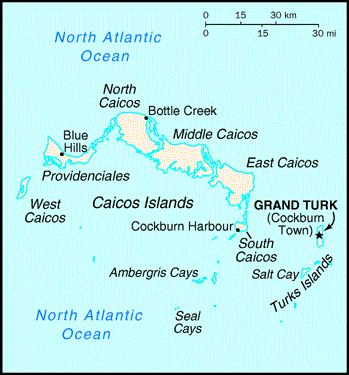 0 15 30 km
0 15 30 mi
North Atlantic
Ocean
North
Caicos
Bottle Creek
Blue
Hills
Middle Caicos
East Caicos
Providenciales
West
Caicos
Caicos Islands
GRAND TURK
(Cockburn
Town)
Cockburn Harbour
South
Caicos
Salt Cay
Turks Islands
Ambergris Cays
Seal
Cays
North Atlantic
Ocean